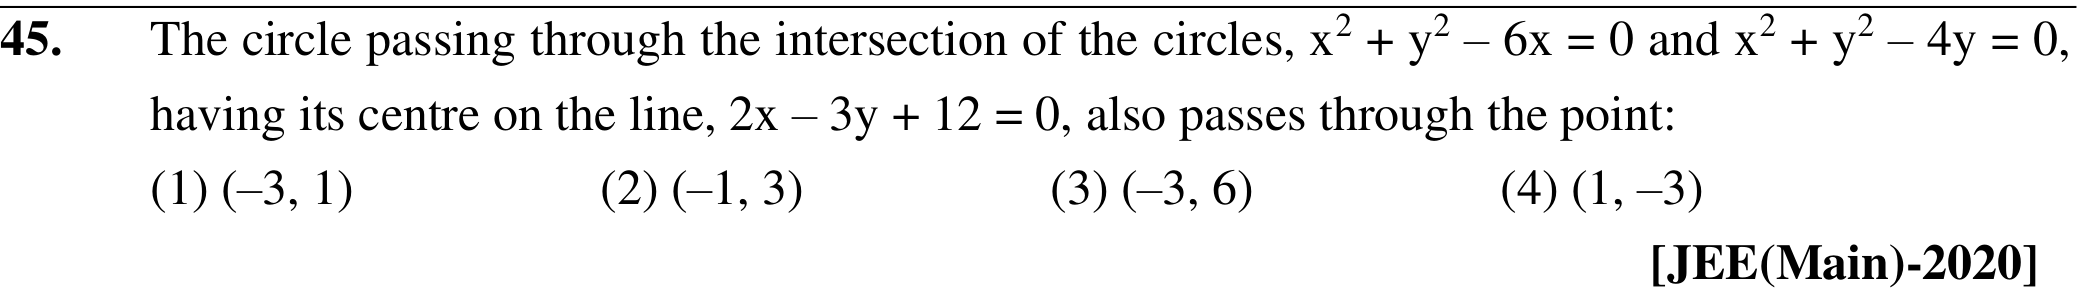 45. The circle passing through the intersection of the circles, x² + y² – 6x = 0 and x² + y² – 4y = 0,
having its centre on the line, 2x – 3y + 12 = 0, also passes through the point:
(1) (–3, 1) (2) (–1, 3) (3) (–3, 6) (4) (1, –3)
[JEE(Main)-2020]